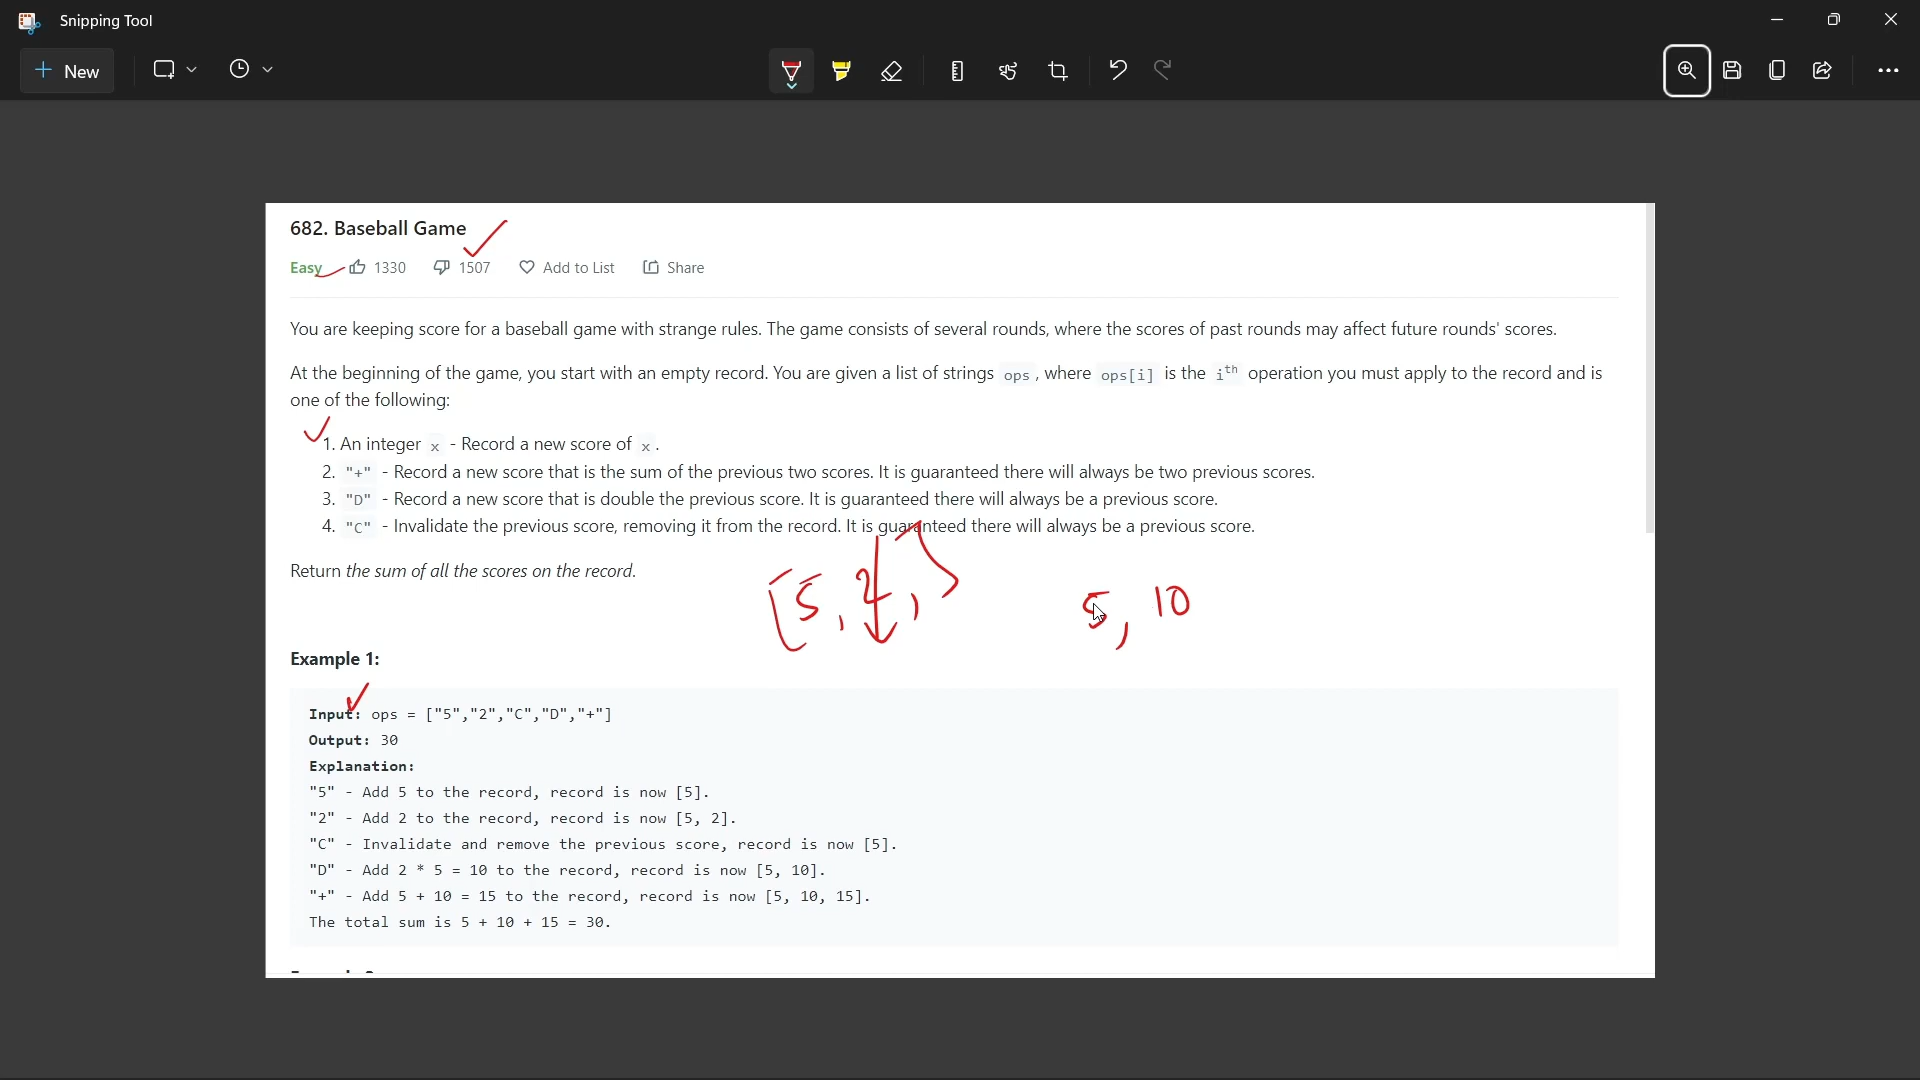 Snipping Tool
New
682. Baseball Game
Easy 1330 1507 Add to List Share
You are keeping score for a baseball game with strange rules. The game consists of several rounds, where the scores of past rounds may affect future rounds' scores.
At the beginning of the game, you start with an empty record. You are given a list of strings ops , where ops[i] is the ith operation you must apply to the record and is
one of the following:
1. An integer x - Record a new score of x .
2. "+" - Record a new score that is the sum of the previous two scores. It is guaranteed there will always be two previous scores.
3. "D" - Record a new score that is double the previous score. It is guaranteed there will always be a previous score.
4. "C" - Invalidate the previous score, removing it from the record. It is guaranteed there will always be a previous score.
Return the sum of all the scores on the record.
[5, 2, ]
5, 10
Example 1:
Input: ops = ["5","2","C","D","+"]
Output: 30
Explanation:
"5" - Add 5 to the record, record is now [5].
"2" - Add 2 to the record, record is now [5, 2].
"C" - Invalidate and remove the previous score, record is now [5].
"D" - Add 2 * 5 = 10 to the record, record is now [5, 10].
"+" - Add 5 + 10 = 15 to the record, record is now [5, 10, 15].
The total sum is 5 + 10 + 15 = 30.